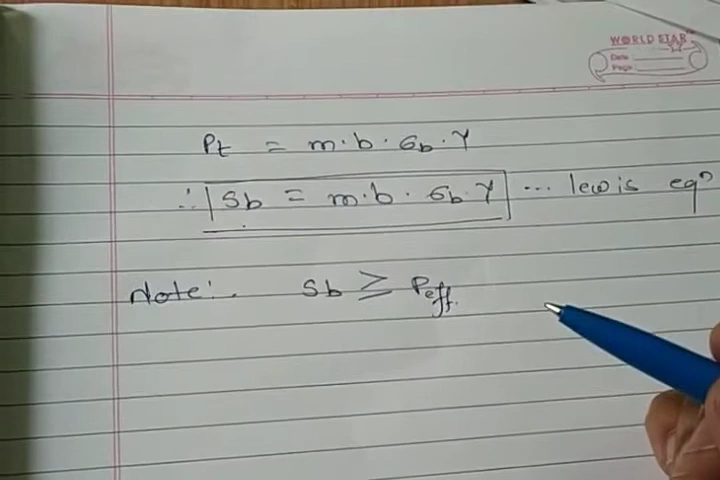 WORLD STAR
Date
Page
Pt = m·b·σb·Y
∴ Sb = m·b·σb·Y ... lewis eqn
Note:- Sb ≥ Peff.